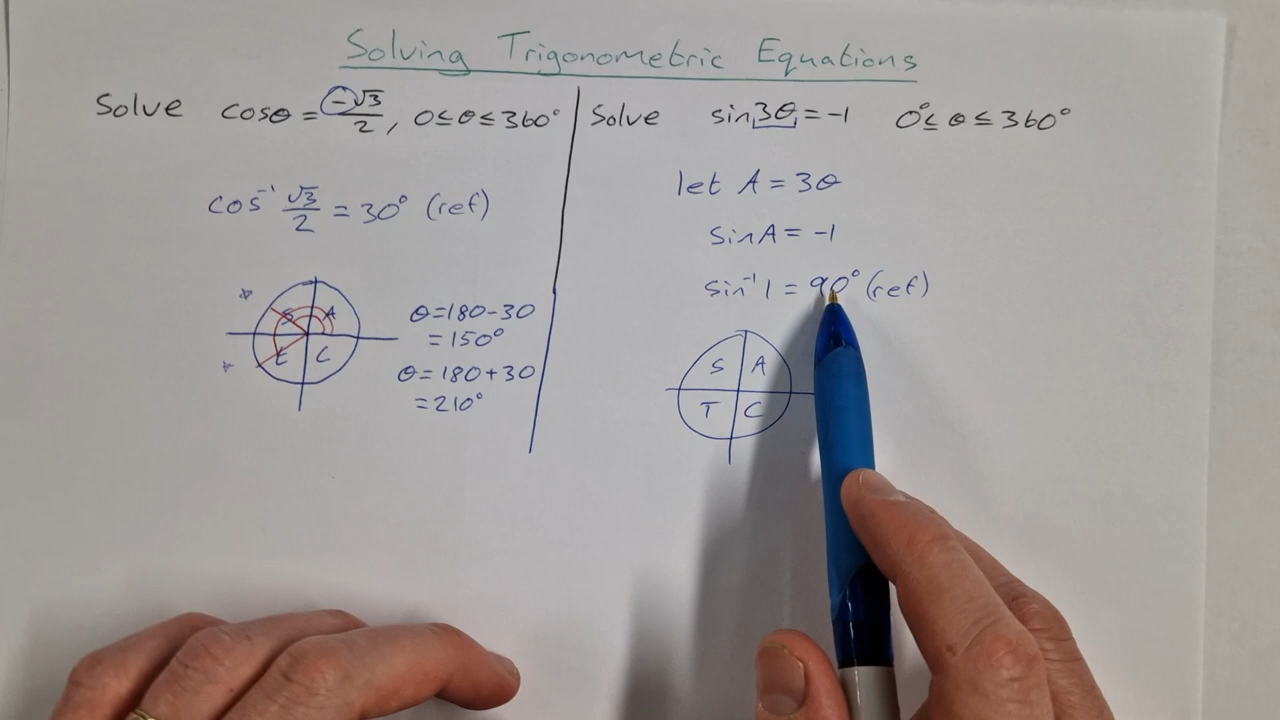 Solving Trigonometric Equations
Solve cosθ = -√3/2, 0≤θ≤360°
cos⁻¹ √3/2 = 30° (ref)
S A
t C
θ=180-30
=150°
θ=180+30
=210°
Solve sin3θ=-1 0°≤θ≤360°
let A=3θ
sinA=-1
sin⁻¹1=90° (ref)
S A
T C